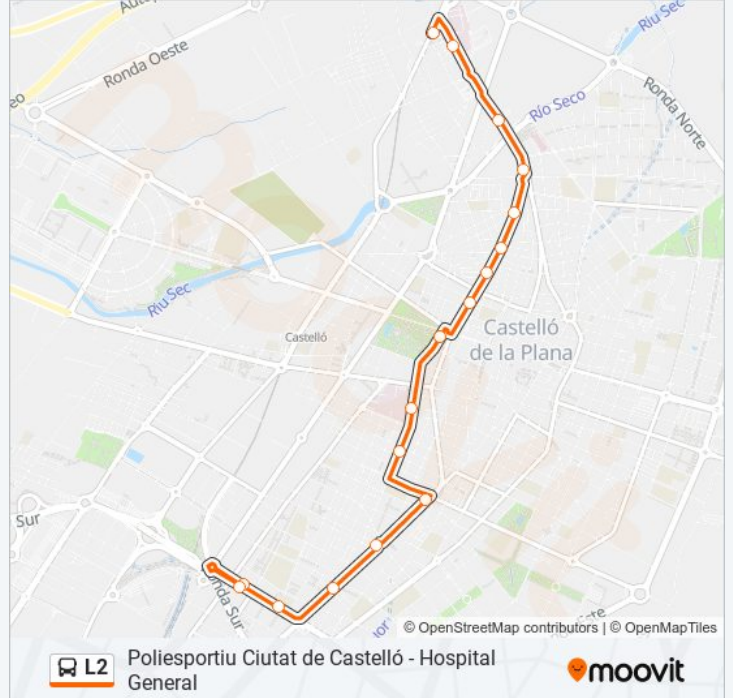 Riu Sec
Ronda Oeste
Ronda Norte
Río Seco
Riu Sec
Castelló
Castelló
de la Plana
Sur
Ronda Sur
© OpenStreetMap contributors | © OpenMapTiles
L2
Poliesportiu Ciutat de Castelló - Hospital
General
moovit